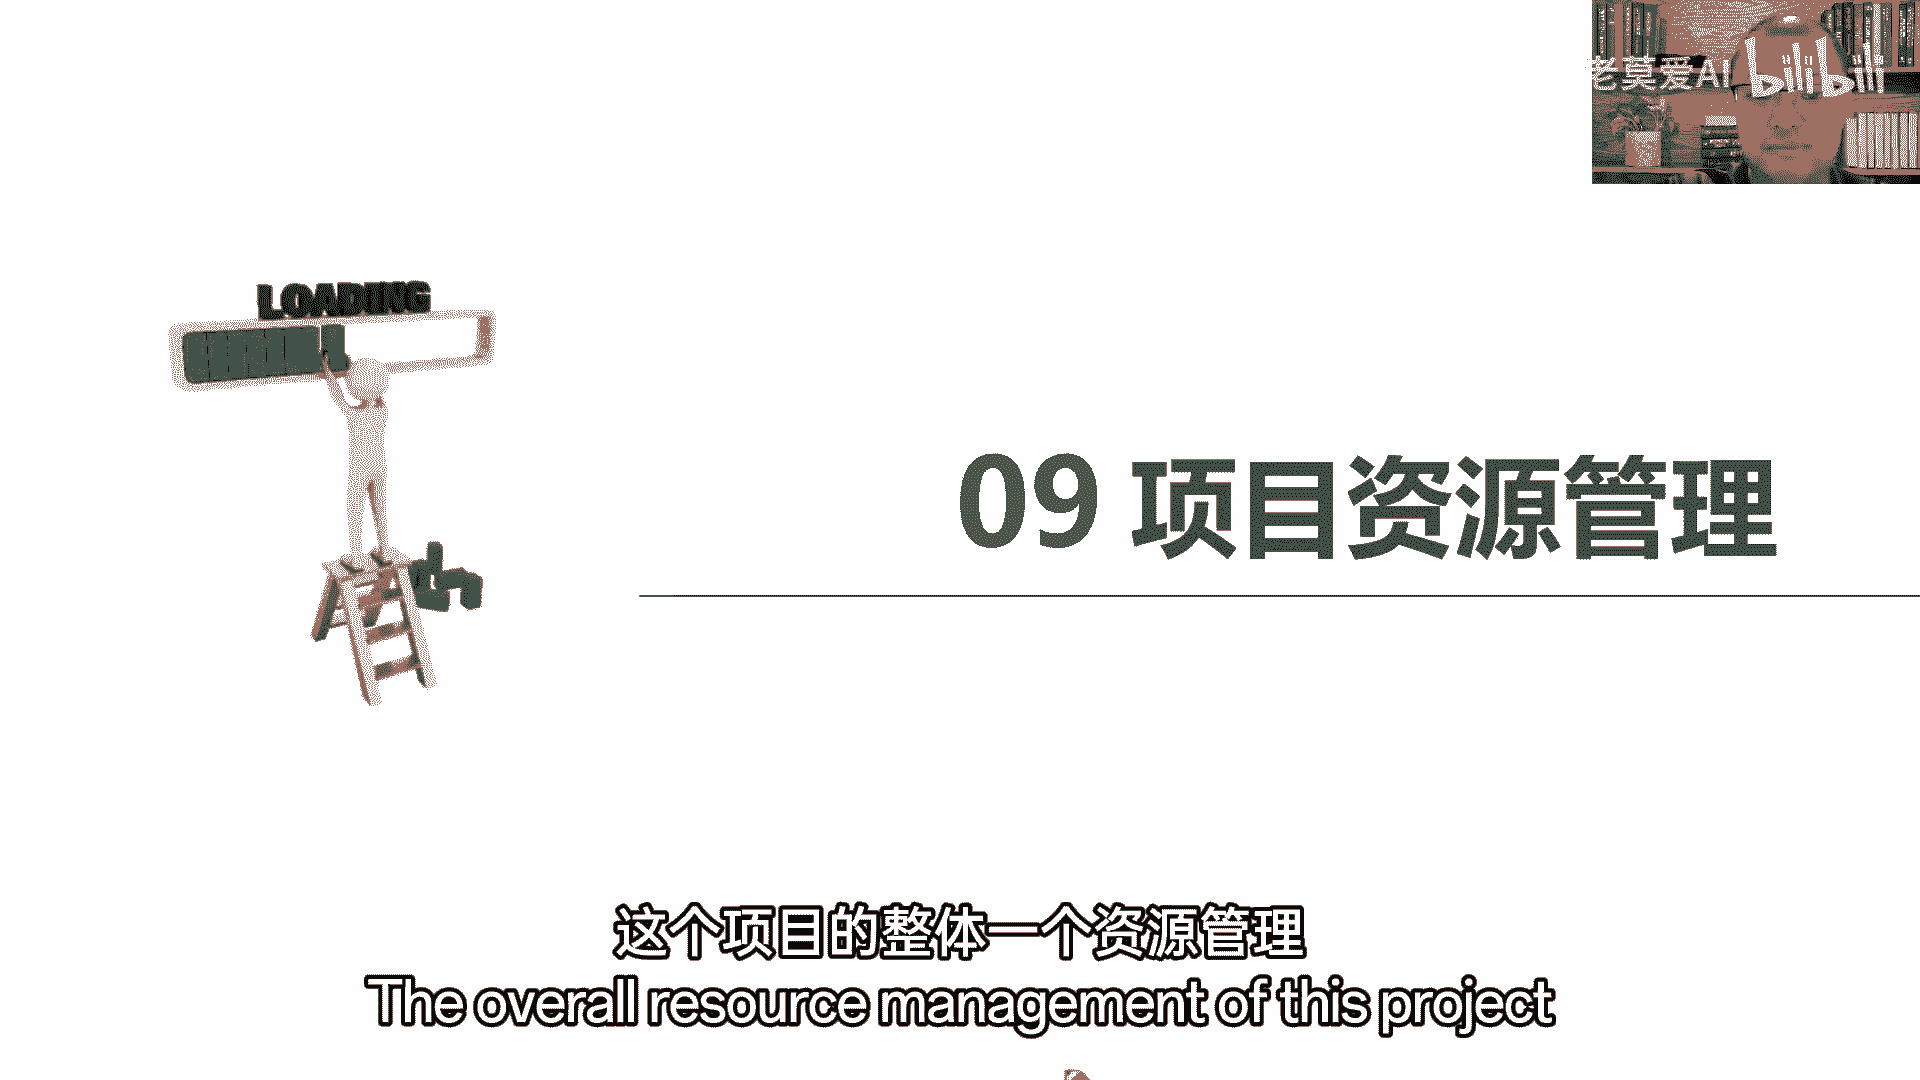 老莫爱AI bilibili
LOADING
09 项目资源管理
这个项目的整体一个资源管理
The overall resource management of this project